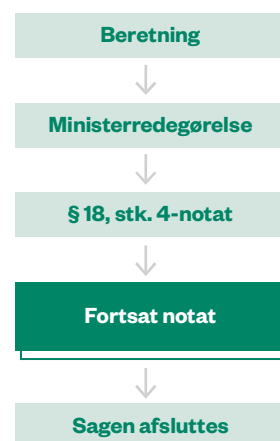 Beretning
Ministerredegørelse
§ 18, stk. 4-notat
Fortsat notat
Sagen afsluttes